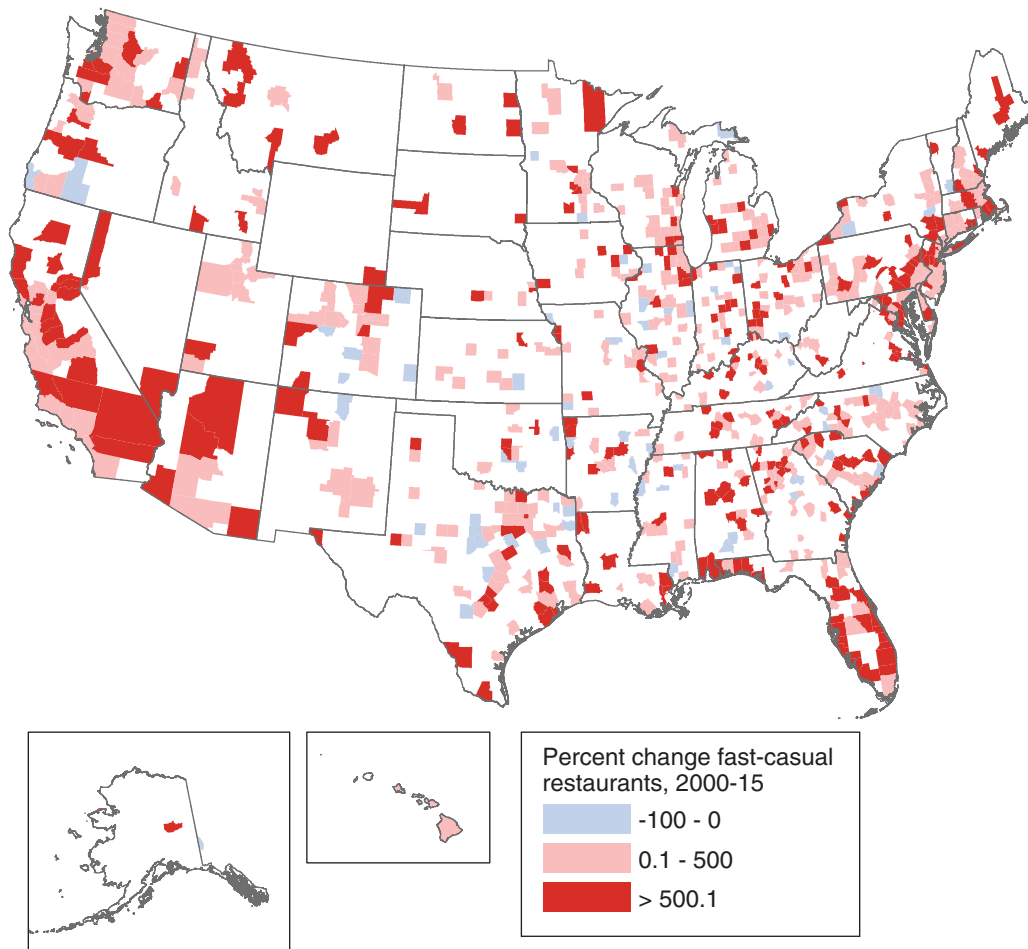 Percent change fast-casual
restaurants, 2000-15
-100 - 0
0.1 - 500
> 500.1